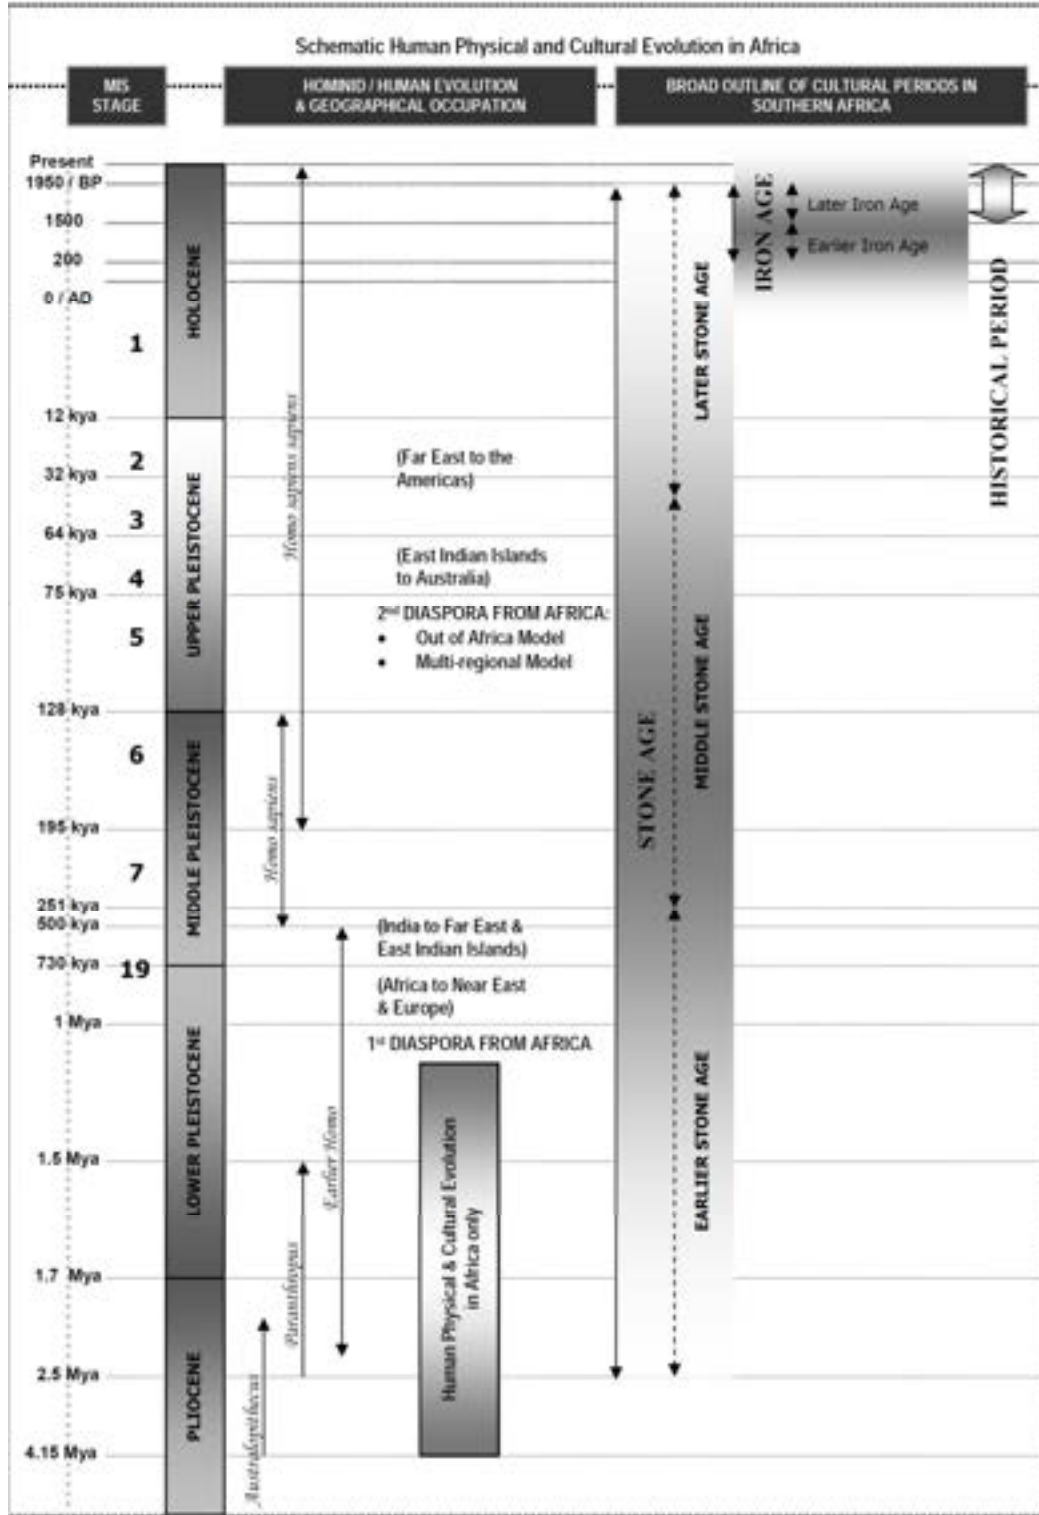 Schematic Human Physical and Cultural Evolution in Africa
MIS
STAGE
HOMINID / HUMAN EVOLUTION
& GEOGRAPHICAL OCCUPATION
BROAD OUTLINE OF CULTURAL PERIODS IN
SOUTHERN AFRICA
Present
1950 / BP
1500
200
0 / AD
12 kya
32 kya
64 kya
75 kya
128 kya
195 kya
251 kya
500 kya
730 kya
1 Mya
1.5 Mya
1.7 Mya
2.5 Mya
4.15 Mya
1
2
3
4
5
6
7
19
HOLOCENE
UPPER PLEISTOCENE
MIDDLE PLEISTOCENE
LOWER PLEISTOCENE
PLIOCENE
Homo sapiens sapiens
Homo sapiens
Earlier Homo
Paranthropus
Australopithecus
(Far East to the
Americas)
(East Indian Islands
to Australia)
2nd DIASPORA FROM AFRICA:
• Out of Africa Model
• Multi-regional Model
(India to Far East &
East Indian Islands)
(Africa to Near East
& Europe)
1st DIASPORA FROM AFRICA
Human Physical & Cultural Evolution
in Africa only
STONE AGE
LATER STONE AGE
MIDDLE STONE AGE
EARLIER STONE AGE
IRON AGE
Later Iron Age
Earlier Iron Age
HISTORICAL PERIOD